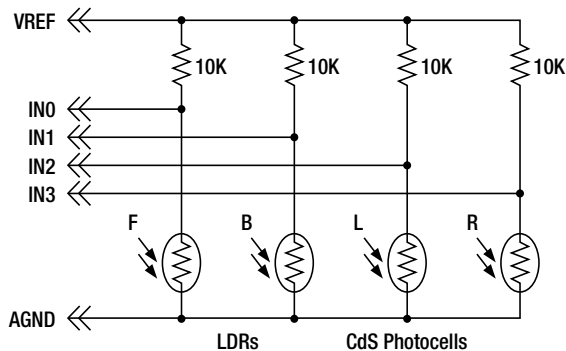 VREF
10K 10K 10K 10K
IN0
IN1
IN2
IN3
F B L R
AGND
LDRs CdS Photocells